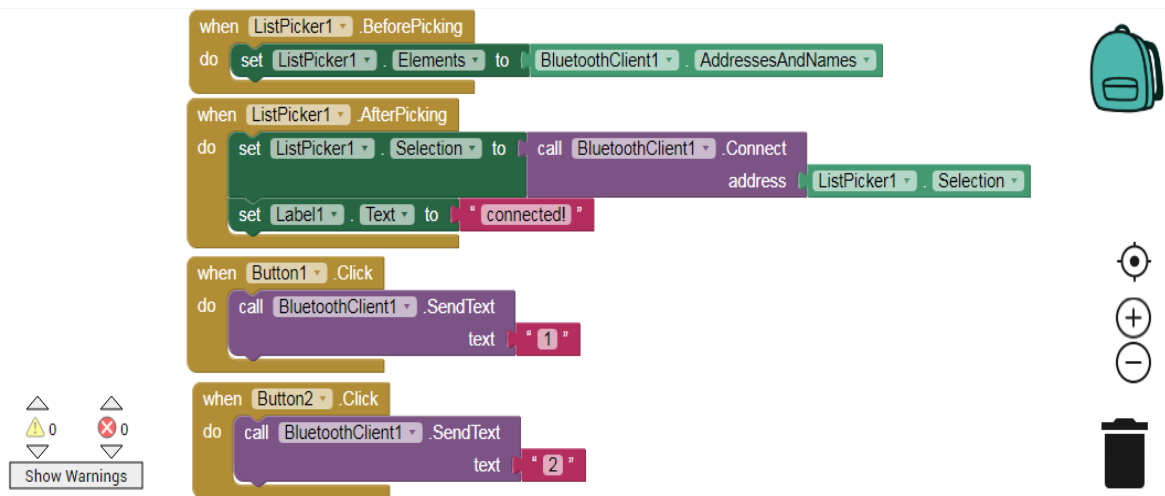 when ListPicker1 .BeforePicking
do set ListPicker1 . Elements to BluetoothClient1 . AddressesAndNames
when ListPicker1 .AfterPicking
do set ListPicker1 . Selection to call BluetoothClient1 .Connect
address ListPicker1 . Selection
set Label1 . Text to " connected! "
when Button1 .Click
do call BluetoothClient1 .SendText
text " 1 "
when Button2 .Click
do call BluetoothClient1 .SendText
text " 2 "
0 0
Show Warnings